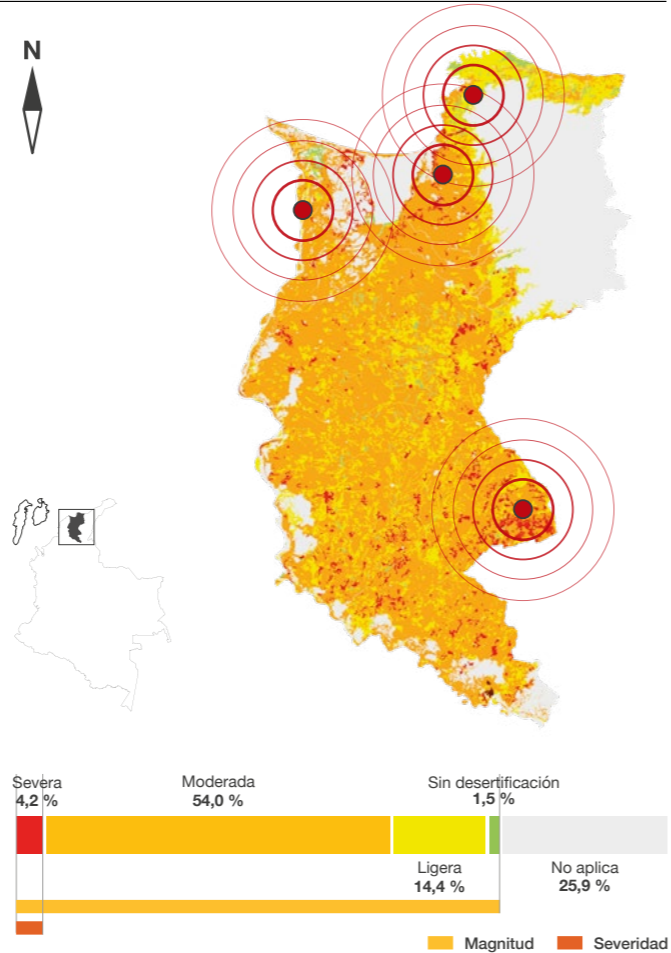 N
Severa
4,2 %
Moderada
54,0 %
Sin desertificación
1,5 %
Ligera
14,4 %
No aplica
25,9 %
Magnitud
Severidad